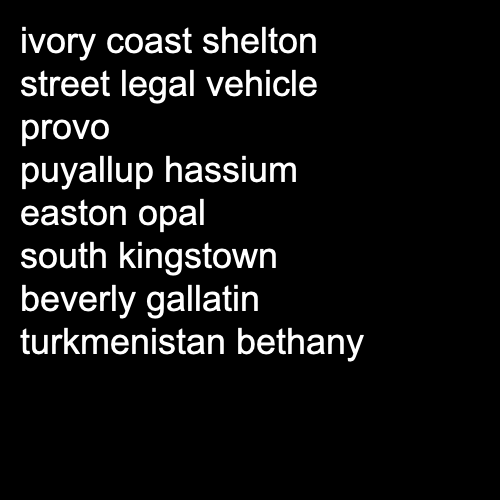 ivory coast shelton
street legal vehicle
provo
puyallup hassium
easton opal
south kingstown
beverly gallatin
turkmenistan bethany